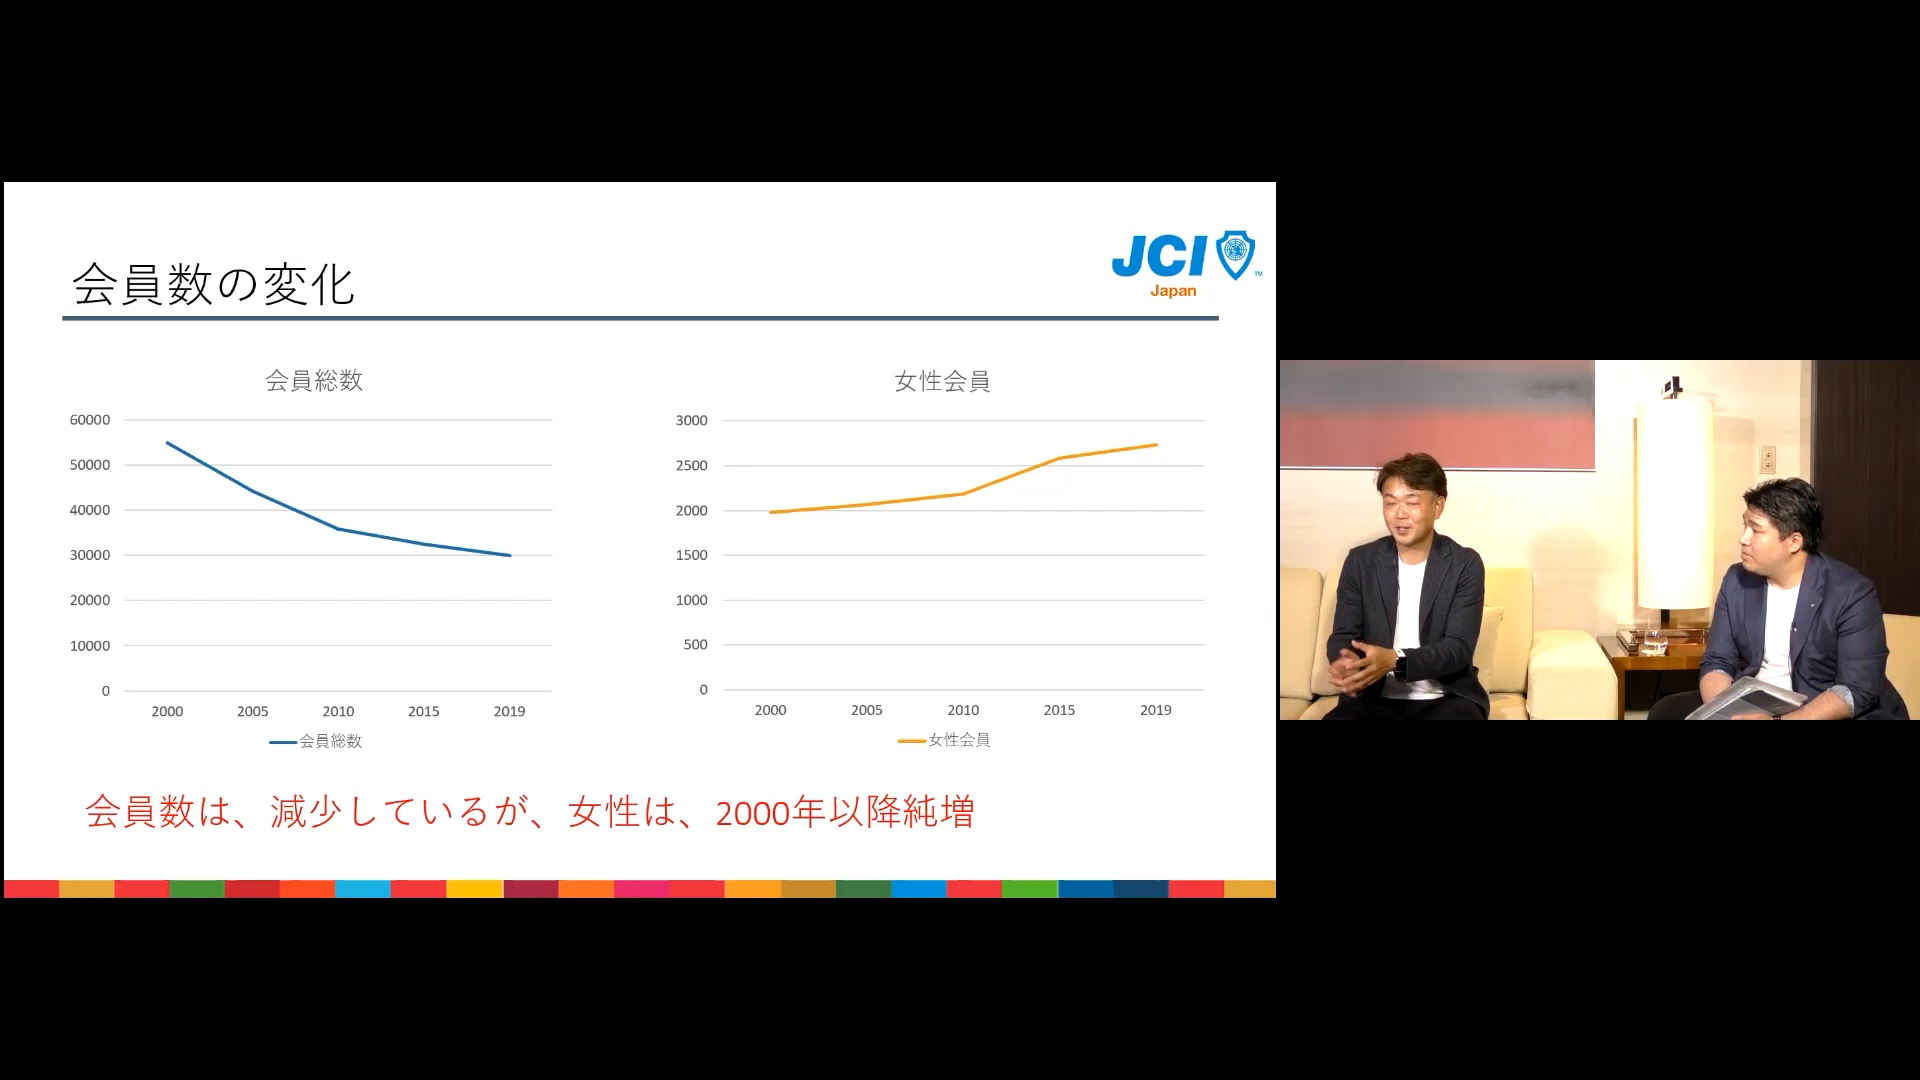 会員数の変化
JCI
TM
Japan
会員総数
60000
50000
40000
30000
20000
10000
0
2000 2005 2010 2015 2019
会員総数
女性会員
3000
2500
2000
1500
1000
500
0
2000 2005 2010 2015 2019
女性会員
会員数は、減少しているが、女性は、2000年以降純増